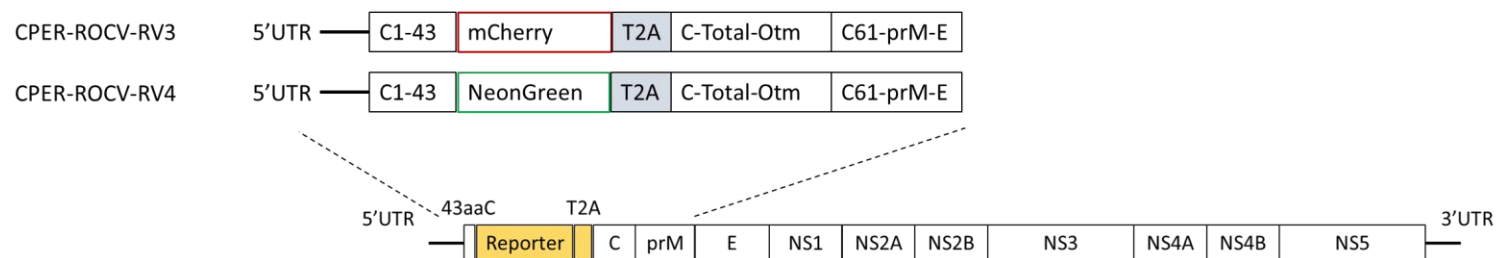 CPER-ROCV-RV3 5'UTR C1-43 mCherry T2A C-Total-Otm C61-prM-E
CPER-ROCV-RV4 5'UTR C1-43 NeonGreen T2A C-Total-Otm C61-prM-E
5'UTR 43aaC T2A 3'UTR
Reporter C prM E NS1 NS2A NS2B NS3 NS4A NS4B NS5